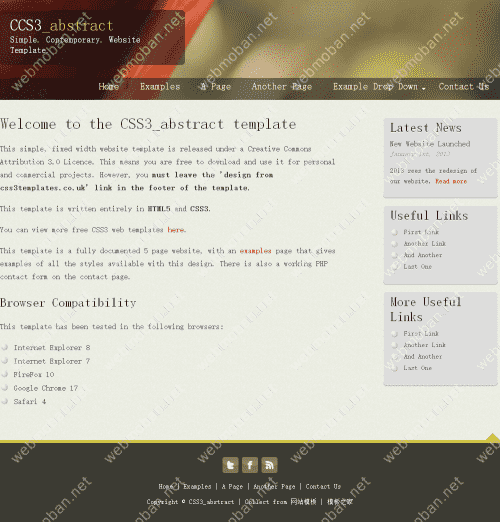 CCS3_abstract
Simple. Contemporary. Website
Template
Home Examples A Page Another Page Example Drop Down Contact Us
Welcome to the CSS3_abstract template
This simple, fixed width website template is released under a Creative Commons
Attribution 3.0 Licence. This means you are free to download and use it for personal
and commercial projects. However, you must leave the 'design from
css3templates.co.uk' link in the footer of the template.
This template is written entirely in HTML5 and CSS3.
You can view more free CSS3 web templates here.
This template is a fully documented 5 page website, with an examples page that gives
examples of all the styles available with this design. There is also a working PHP
contact form on the contact page.
Browser Compatibility
This template has been tested in the following browsers:
Internet Explorer 8
Internet Explorer 7
FireFox 10
Google Chrome 17
Safari 4
Latest News
New Website Launched
January 1st, 2013
2013 sees the redesign of
our website. Read more
Useful Links
First Link
Another Link
And Another
Last One
More Useful
Links
First Link
Another Link
And Another
Last One
Home | Examples | A Page | Another Page | Contact Us
Copyright © CSS3_abstract | Collect from 网站模板 | 模板之家
webmoban.net